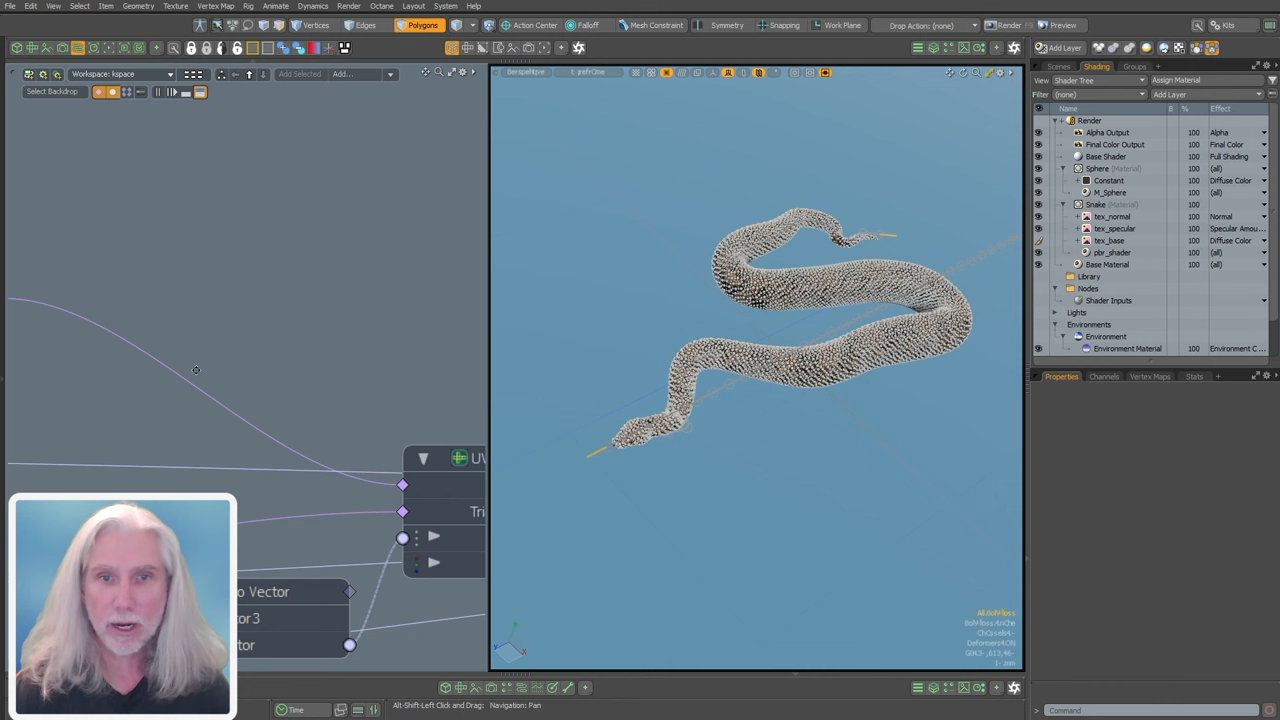 File Edit View Select Item Geometry Texture Vertex Map Rig Animate Dynamics Render Octane Layout System Help
Vertices Edges Polygons Action Center Falloff Mesh Constraint Symmetry Snapping Work Plane Drop Action: (none) Render Preview Kits
Add Layer
Scenes Shading Groups
Workspace: kspace Add Selected Add...
View Shader Tree Assign Material
Select Backdrop
Filter (none) Add Layer
Name B % Effect
Render
Alpha Output 100 Alpha
Final Color Output 100 Final Color
Base Shader 100 Full Shading
Sphere (Material) 100 (all)
Constant 100 Diffuse Color
M_Sphere 100 (all)
Snake (Material) 100
tex_normal 100 Normal
tex_specular 100 Specular Amou...
tex_base 100 Diffuse Color
pbr_shader 100 (all)
Base Material 100 (all)
Library
Nodes
Shader Inputs
Lights
Environments
Environment
Environment Material 100 Environment C...
Properties Channels Vertex Maps Stats
UV
Tri
o Vector
tor3
tor
Time
Alt-Shift-Left Click and Drag: Navigation: Pan
Command